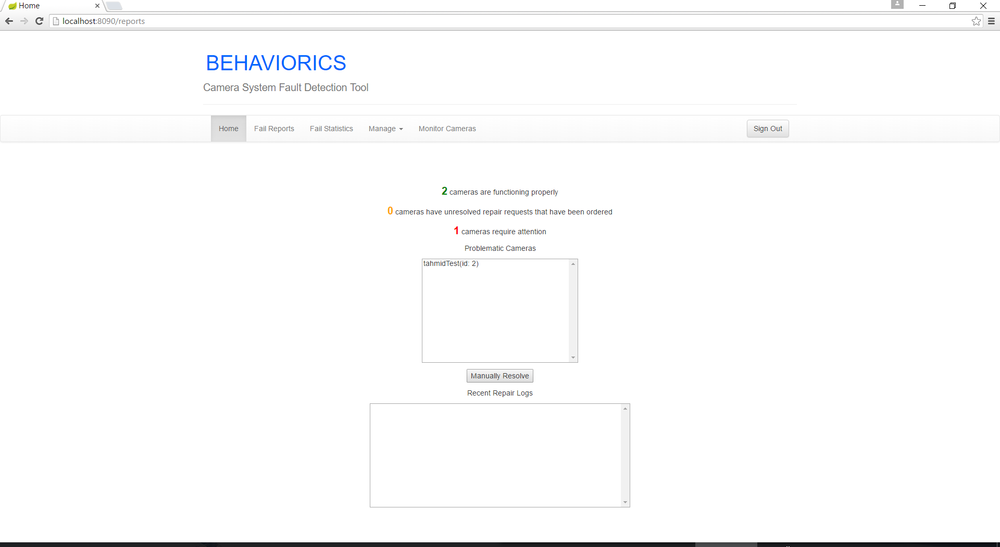 Home
localhost:8090/reports
BEHAVIORICS
Camera System Fault Detection Tool
Home Fail Reports Fail Statistics Manage Monitor Cameras Sign Out
2 cameras are functioning properly
0 cameras have unresolved repair requests that have been ordered
1 cameras require attention
Problematic Cameras
tahmidTest(id: 2)
Manually Resolve
Recent Repair Logs